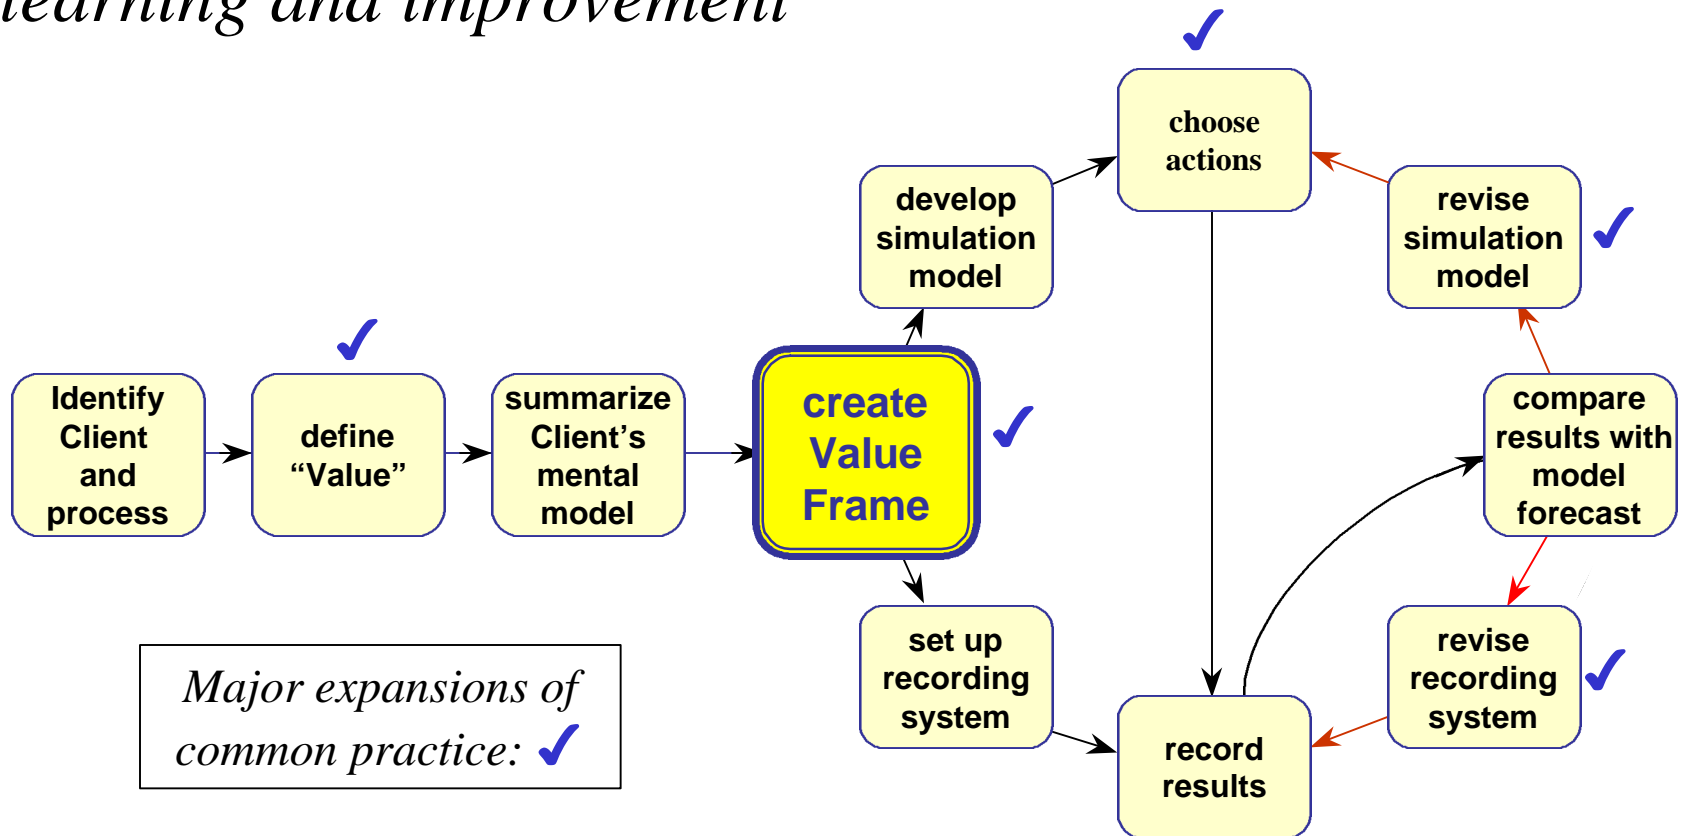 learning and improvement
choose
actions
develop
simulation
model
revise
simulation
model
Identify
Client
and
process
define
“Value”
summarize
Client’s
mental
model
create
Value
Frame
compare
results with
model
forecast
set up
recording
system
revise
recording
system
record
results
Major expansions of
common practice: ✓